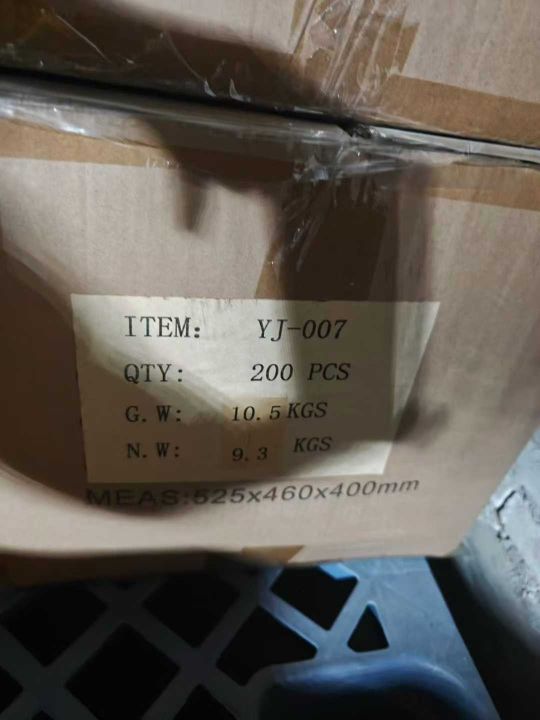 ITEM: YJ-007
QTY: 200 PCS
G.W: 10.5 KGS
N.W: 9.3 KGS
MEAS:525x460x400mm